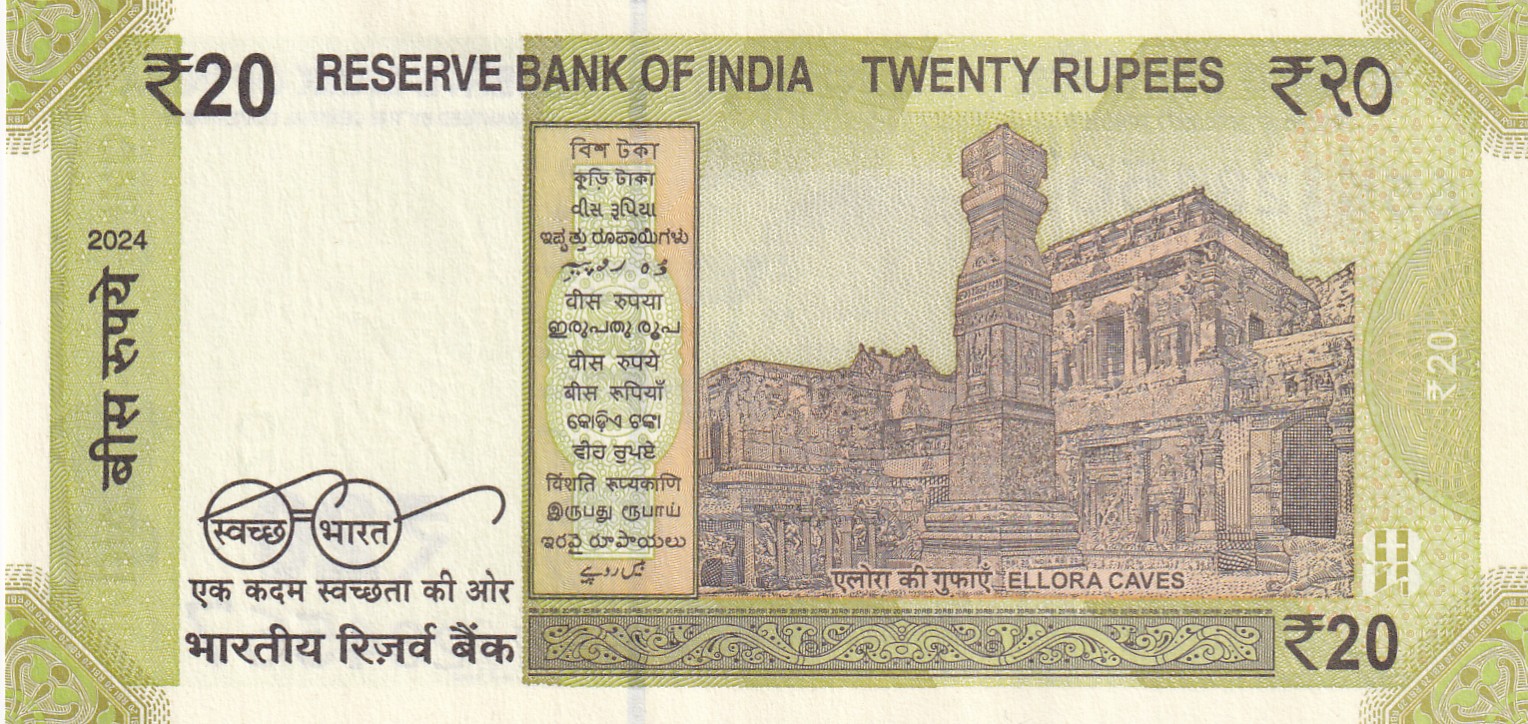 ₹20 RESERVE BANK OF INDIA TWENTY RUPEES ₹२०
2024
बीस रुपये
বিশ টকা
কুড়ি টাকা
વીસ રૂપિયા
ಇಪ್ಪತ್ತು ರೂಪಾಯಿಗಳು
वीस रुपया
ഇരുപതു രൂപ
वीस रुपये
बीस रूपियाँ
କୋଡ଼ିଏ ଟଙ୍କା
ਵੀਹ ਰੁਪਏ
विंशति रूप्यकाणि
இருபது ரூபாய்
ఇరవై రూపాయలు
بیس روپیے
₹20
स्वच्छ भारत
एक कदम स्वच्छता की ओर
भारतीय रिज़र्व बैंक
एलोरा की गुफाएँ ELLORA CAVES
₹20